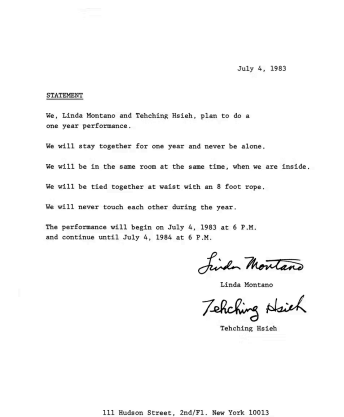 July 4, 1983
STATEMENT
We, Linda Montano and Tehching Hsieh, plan to do a
one year performance.
We will stay together for one year and never be alone.
We will be in the same room at the same time, when we are inside.
We will be tied together at waist with an 8 foot rope.
We will never touch each other during the year.
The performance will begin on July 4, 1983 at 6 P.M.
and continue until July 4, 1984 at 6 P.M.
Linda Montano
Linda Montano
Tehching Hsieh
Tehching Hsieh
111 Hudson Street, 2nd/Fl. New York 10013